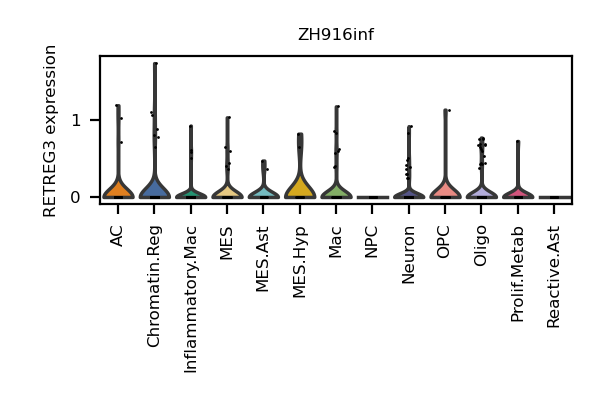 ZH916inf
RETREG3 expression
1
0
AC
Chromatin.Reg
Inflammatory.Mac
MES
MES.Ast
MES.Hyp
Mac
NPC
Neuron
OPC
Oligo
Prolif.Metab
Reactive.Ast